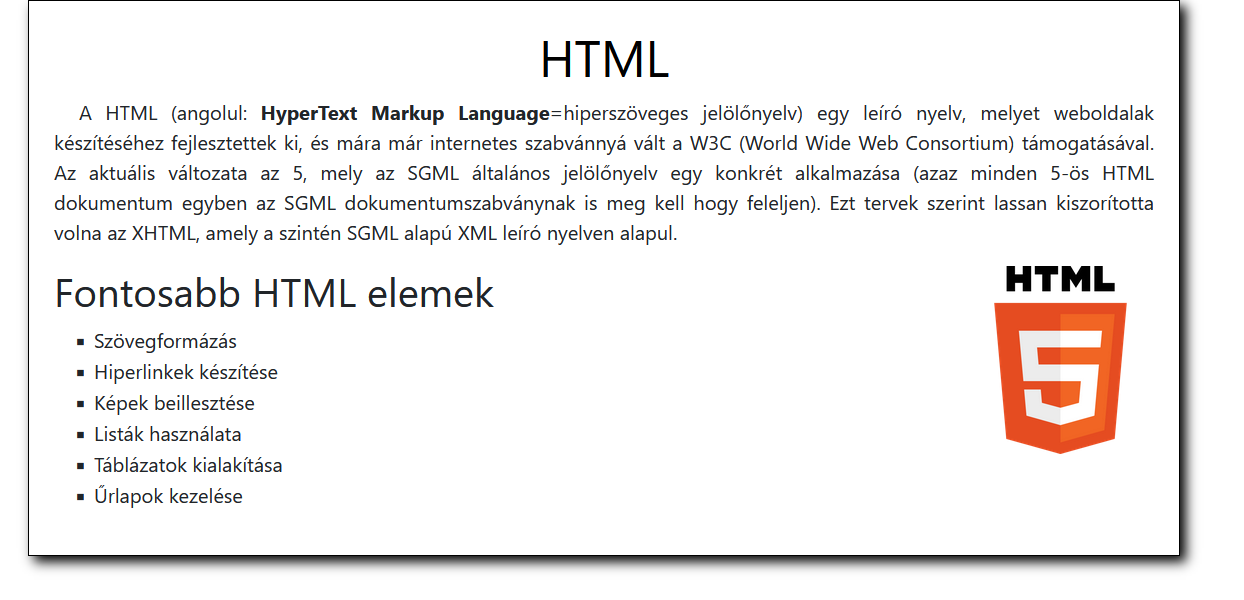 HTML
A HTML (angolul: HyperText Markup Language=hiperszöveges jelölőnyelv) egy leíró nyelv, melyet weboldalak
készítéséhez fejlesztettek ki, és mára már internetes szabvánnyá vált a W3C (World Wide Web Consortium) támogatásával.
Az aktuális változata az 5, mely az SGML általános jelölőnyelv egy konkrét alkalmazása (azaz minden 5-ös HTML
dokumentum egyben az SGML dokumentumszabványnak is meg kell hogy feleljen). Ezt tervek szerint lassan kiszorította
volna az XHTML, amely a szintén SGML alapú XML leíró nyelven alapul.
Fontosabb HTML elemek
▪ Szövegformázás
▪ Hiperlinkek készítése
▪ Képek beillesztése
▪ Listák használata
▪ Táblázatok kialakítása
▪ Űrlapok kezelése
HTML
5